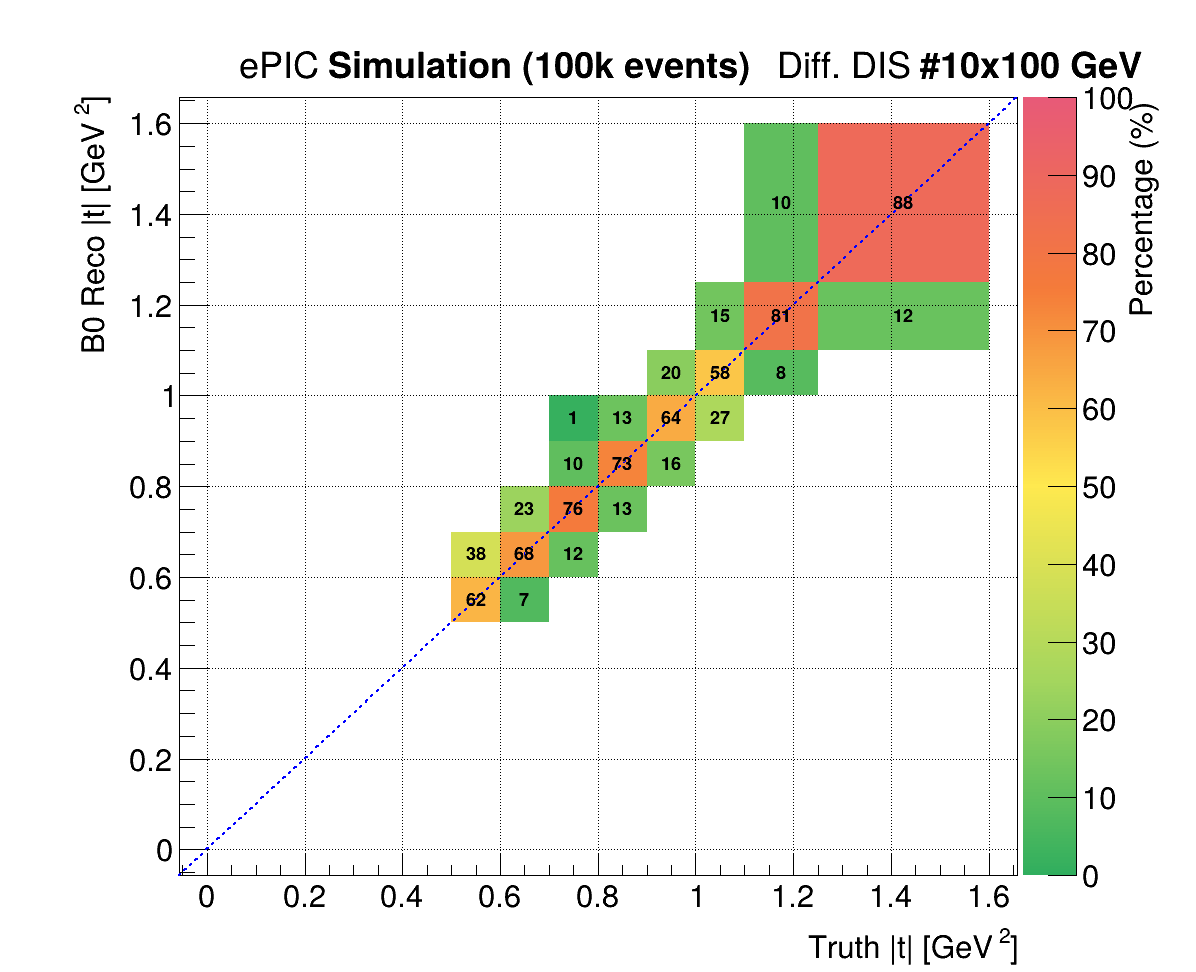 ePIC Simulation (100k events) Diff. DIS #10x100 GeV
B0 Reco |t| [GeV²]
1.6
1.4
1.2
1
0.8
0.6
0.4
0.2
0
10 88
15 81 12
20 58 8
1 13 64 27
10 73 16
23 76 13
38 68 12
62 7
0 0.2 0.4 0.6 0.8 1 1.2 1.4 1.6
Truth |t| [GeV²]
100
90
80
70
60
50
40
30
20
10
0
Percentage (%)